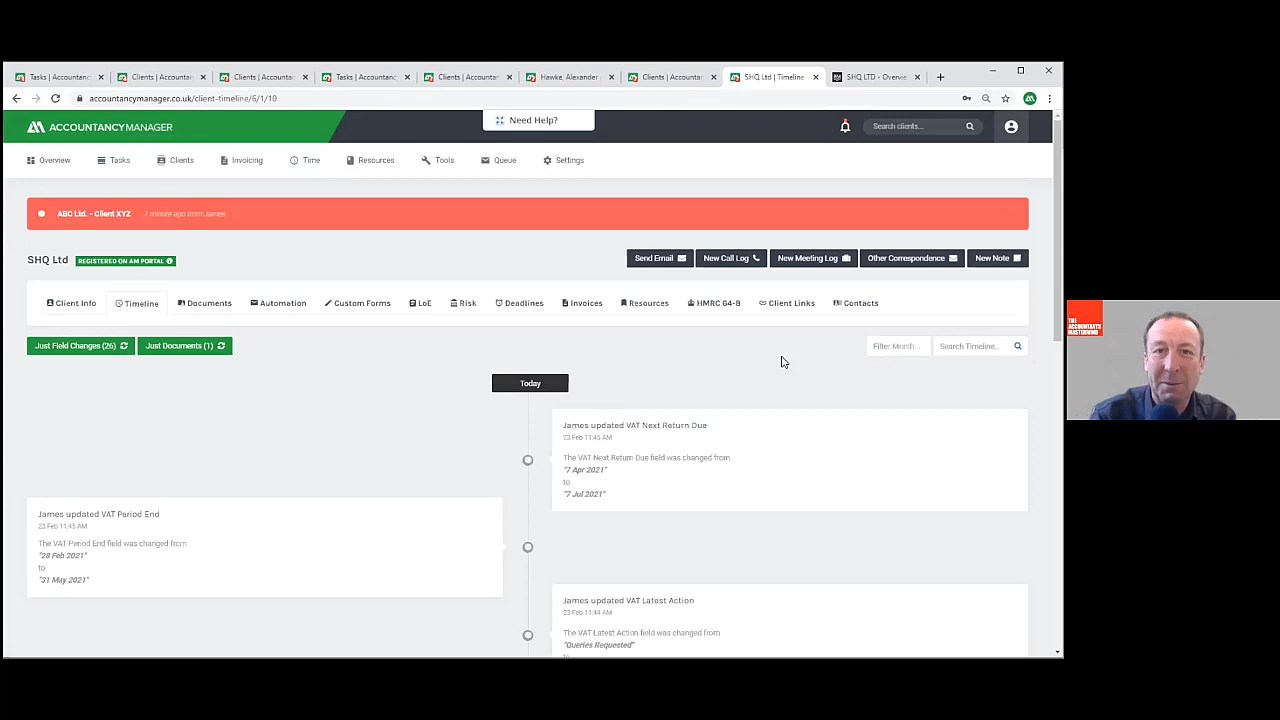 Tasks | Accountanc
Clients | Accountan
Clients | Accountan
Tasks | Accountanc
Clients | Accountan
Hawke, Alexander
Clients | Accountan
SHQ Ltd | Timeline
SHQ LTD - Overvie
accountancymanager.co.uk/client-timeline/6/1/10
ACCOUNTANCYMANAGER
Need Help?
Search clients...
Overview
Tasks
Clients
Invoicing
Time
Resources
Tools
Queue
Settings
ABC Ltd. - Client XYZ
1 minute ago from James
SHQ Ltd
REGISTERED ON AM PORTAL
Send Email
New Call Log
New Meeting Log
Other Correspondence
New Note
Client Info
Timeline
Documents
Automation
Custom Forms
LoE
Risk
Deadlines
Invoices
Resources
HMRC 64-8
Client Links
Contacts
Just Field Changes (26)
Just Documents (1)
Filter Month...
Search Timeline...
Today
James updated VAT Next Return Due
23 Feb 11:45 AM
The VAT Next Return Due field was changed from
"7 Apr 2021"
to
"7 Jul 2021"
James updated VAT Period End
23 Feb 11:45 AM
The VAT Period End field was changed from
"28 Feb 2021"
to
"31 May 2021"
James updated VAT Latest Action
23 Feb 11:44 AM
The VAT Latest Action field was changed from
"Queries Requested"
THE
ACCOUNTANTS
MASTERMIND